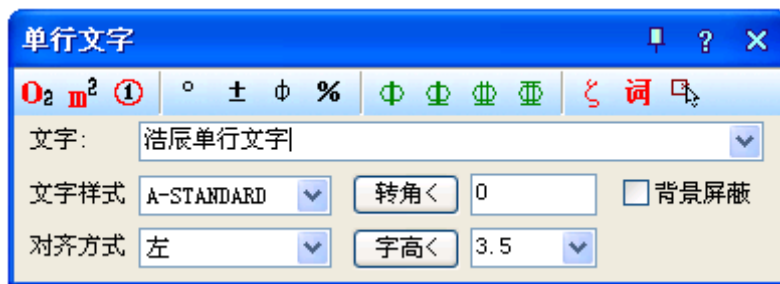 单行文字 ? ×
O₂ m² ① ° ± φ % ζ 词
文字: 浩辰单行文字
文字样式 A-STANDARD 转角< 0 背景屏蔽
对齐方式 左 字高< 3.5